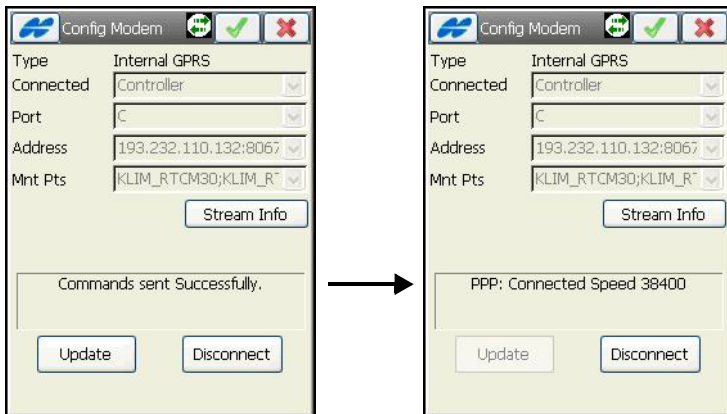 Config Modem
Type Internal GPRS
Connected Controller
Port C
Address 193.232.110.132:8067
Mnt Pts KLIM_RTCM30;KLIM_RT
Stream Info
Commands sent Successfully.
Update Disconnect
Config Modem
Type Internal GPRS
Connected Controller
Port C
Address 193.232.110.132:8067
Mnt Pts KLIM_RTCM30;KLIM_RT
Stream Info
PPP: Connected Speed 38400
Update Disconnect